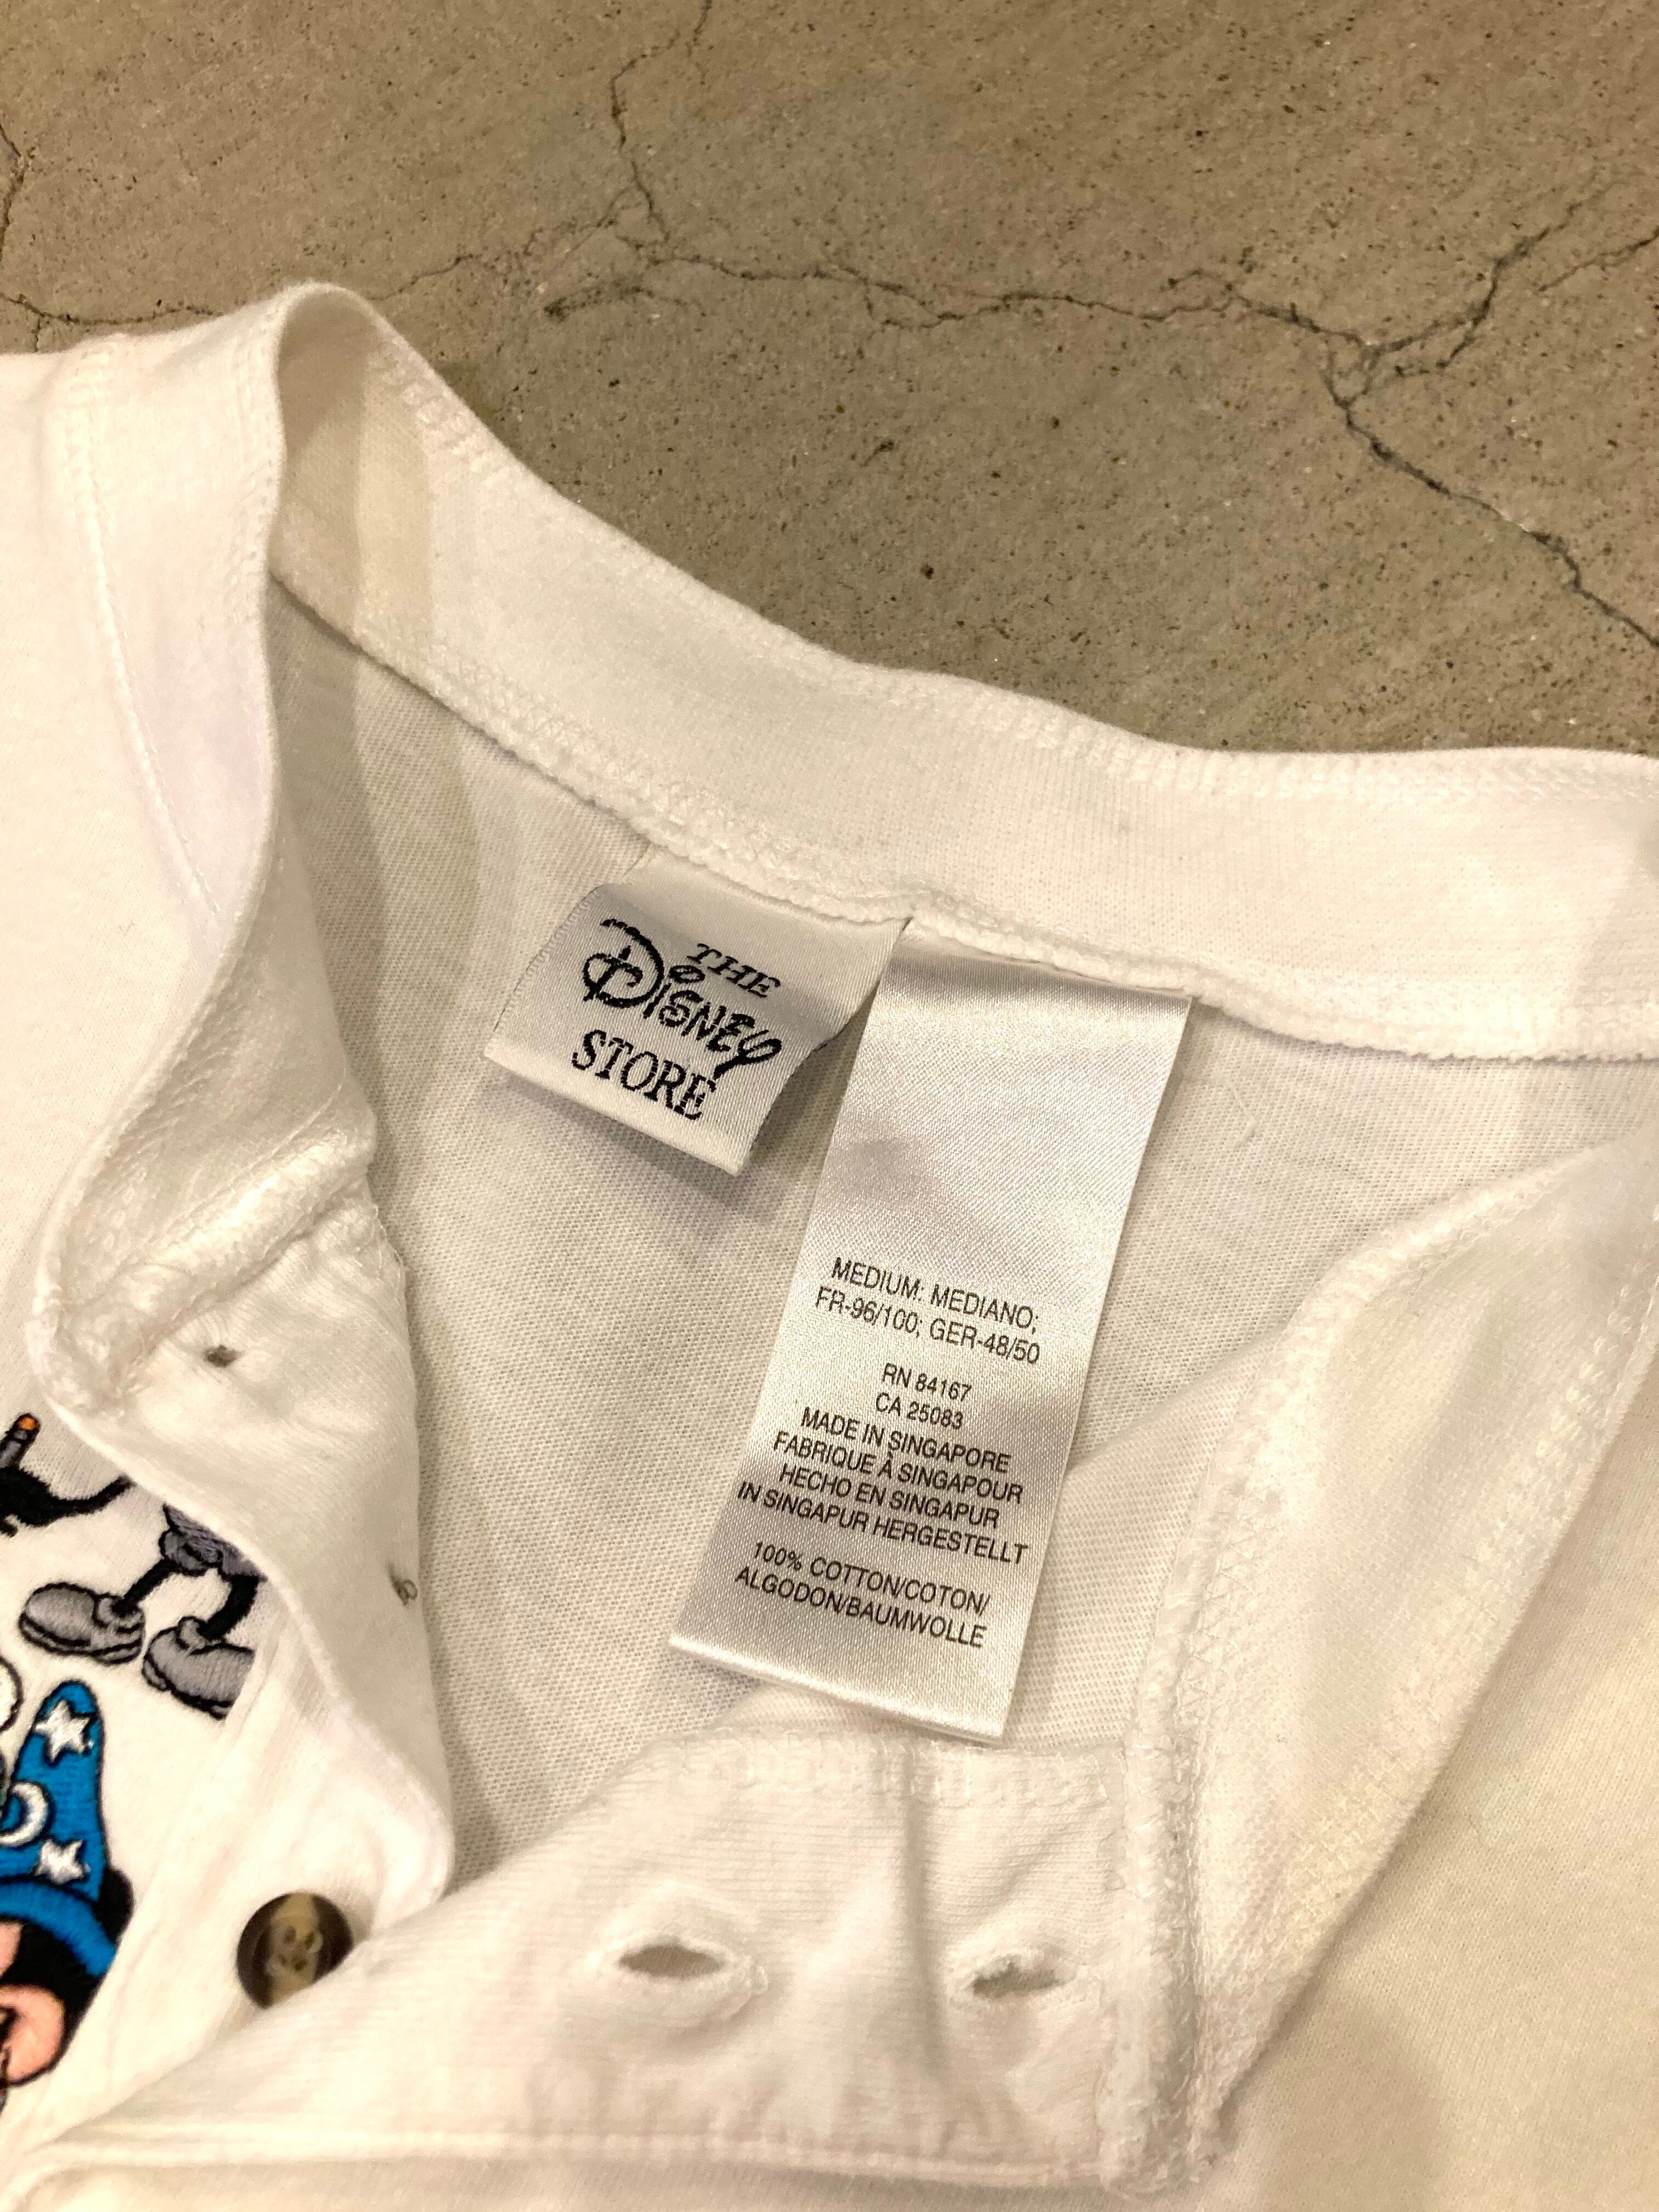 THE
DISNEY
STORE
MEDIUM: MEDIANO;
FR-96/100; GER-48/50
RN 84167
CA 25083
MADE IN SINGAPORE
FABRIQUE À SINGAPOUR
HECHO EN SINGAPUR
IN SINGAPUR HERGESTELLT
100% COTTON/COTON/
ALGODON/BAUMWOLLE